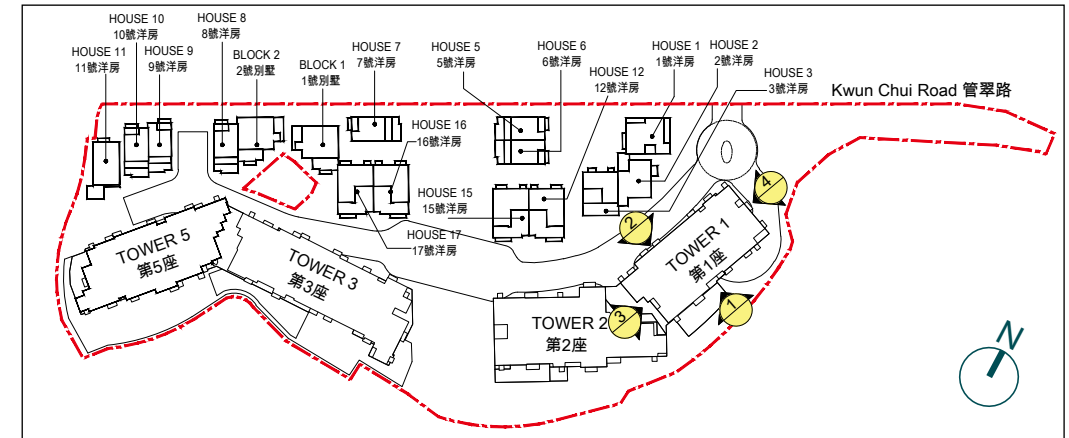 HOUSE 11
11號洋房
HOUSE 10
10號洋房
HOUSE 9
9號洋房
HOUSE 8
8號洋房
BLOCK 2
2號別墅
BLOCK 1
1號別墅
HOUSE 7
7號洋房
HOUSE 5
5號洋房
HOUSE 6
6號洋房
HOUSE 12
12號洋房
HOUSE 1
1號洋房
HOUSE 2
2號洋房
HOUSE 3
3號洋房
Kwun Chui Road 管翠路
HOUSE 16
16號洋房
HOUSE 15
15號洋房
HOUSE 17
17號洋房
TOWER 5
第5座
TOWER 3
第3座
TOWER 2
第2座
TOWER 1
第1座
1
2
3
4
N